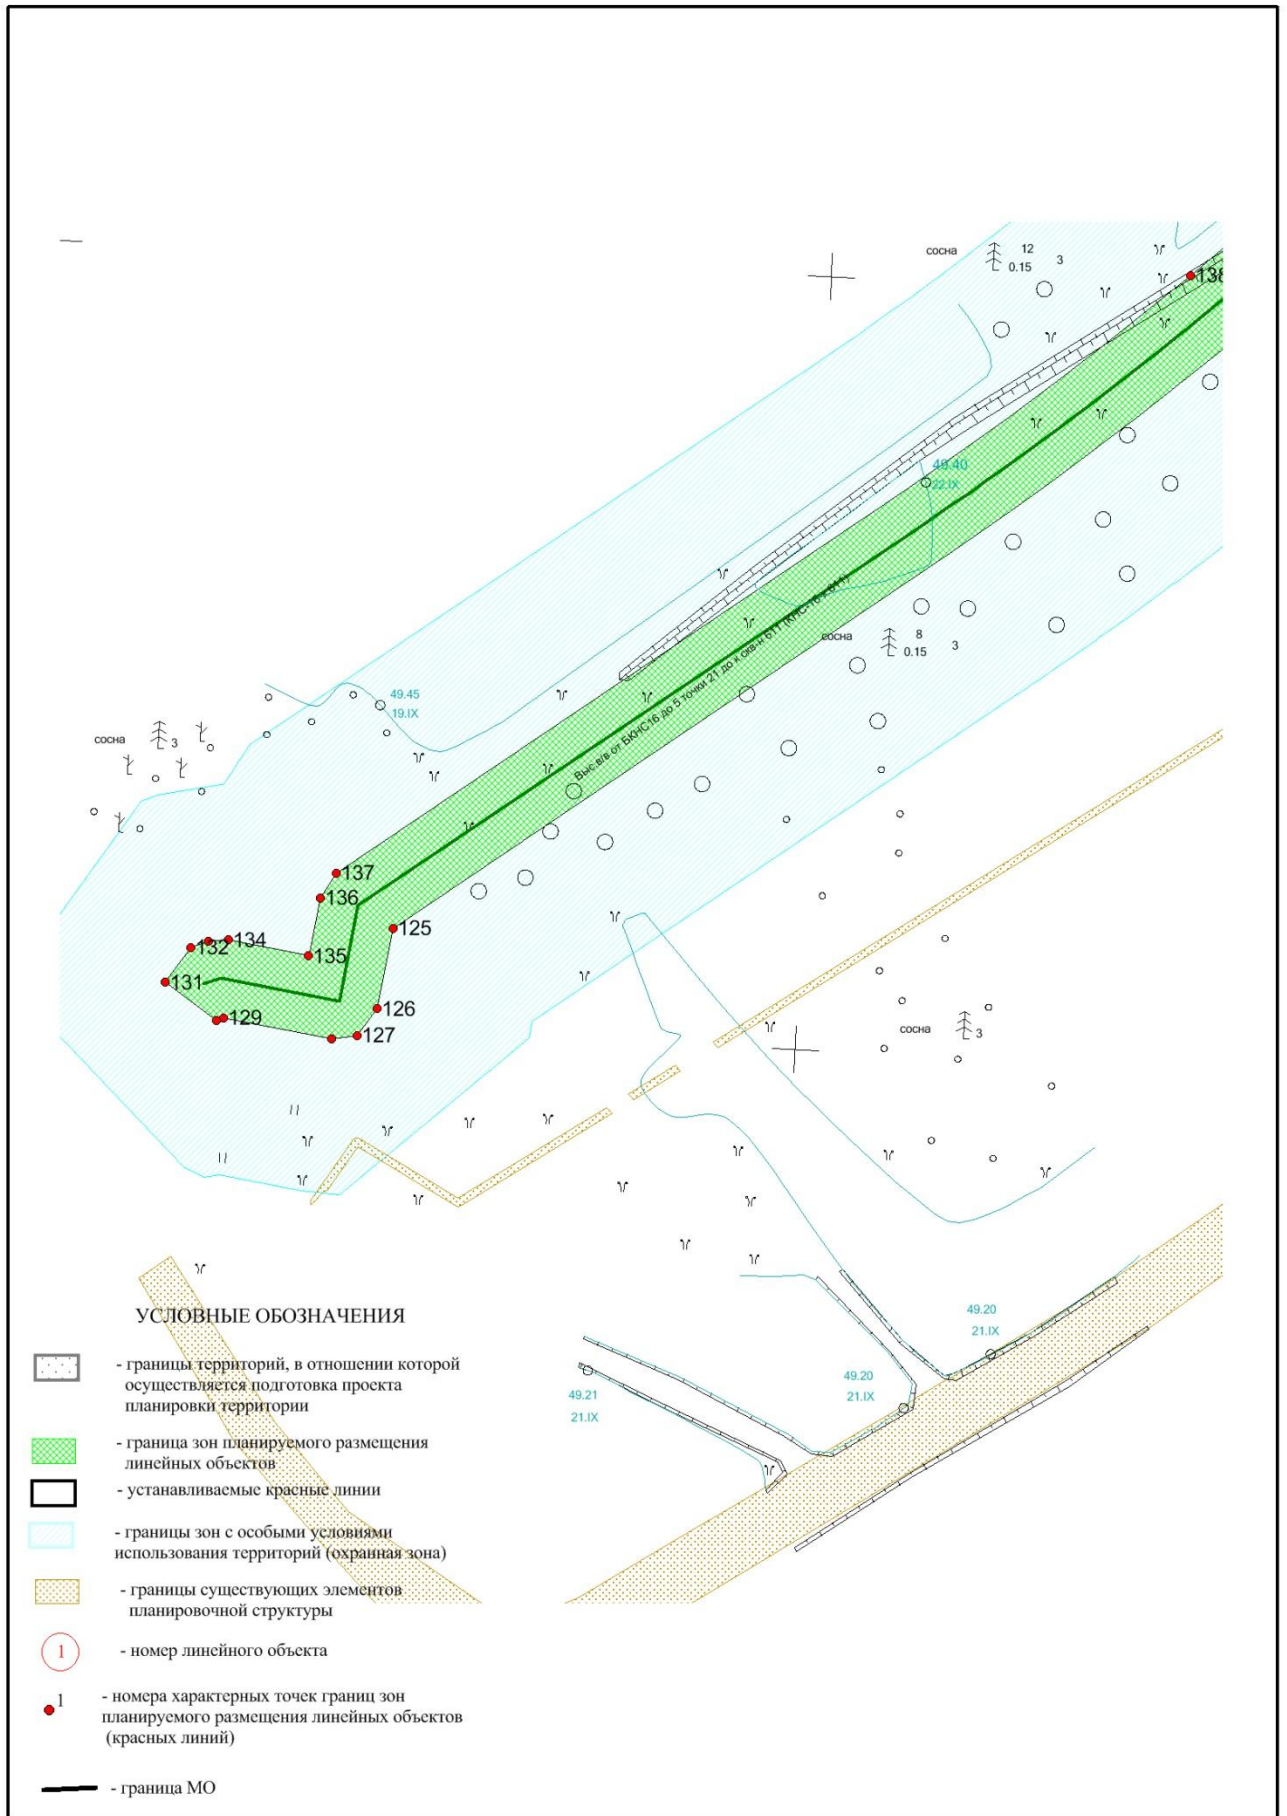 сосна
12
0.15
3
138
49.40
22.IX
Выс.в/в от БКНС16 до 5 точки 21 до к скв-н 611 (КНС-16 к 611)
сосна
8
0.15
3
49.45
19.IX
сосна
3
137
136
125
134
132
135
131
126
129
127
сосна
3
УСЛОВНЫЕ ОБОЗНАЧЕНИЯ
- границы территорий, в отношении которой
осуществляется подготовка проекта
планировки территории
- граница зон планируемого размещения
линейных объектов
- устанавливаемые красные линии
- границы зон с особыми условиями
использования территорий (охранная зона)
- границы существующих элементов
планировочной структуры
1
- номер линейного объекта
1
- номера характерных точек границ зон
планируемого размещения линейных объектов
(красных линий)
- граница МО
49.20
21.IX
49.20
21.IX
49.21
21.IX